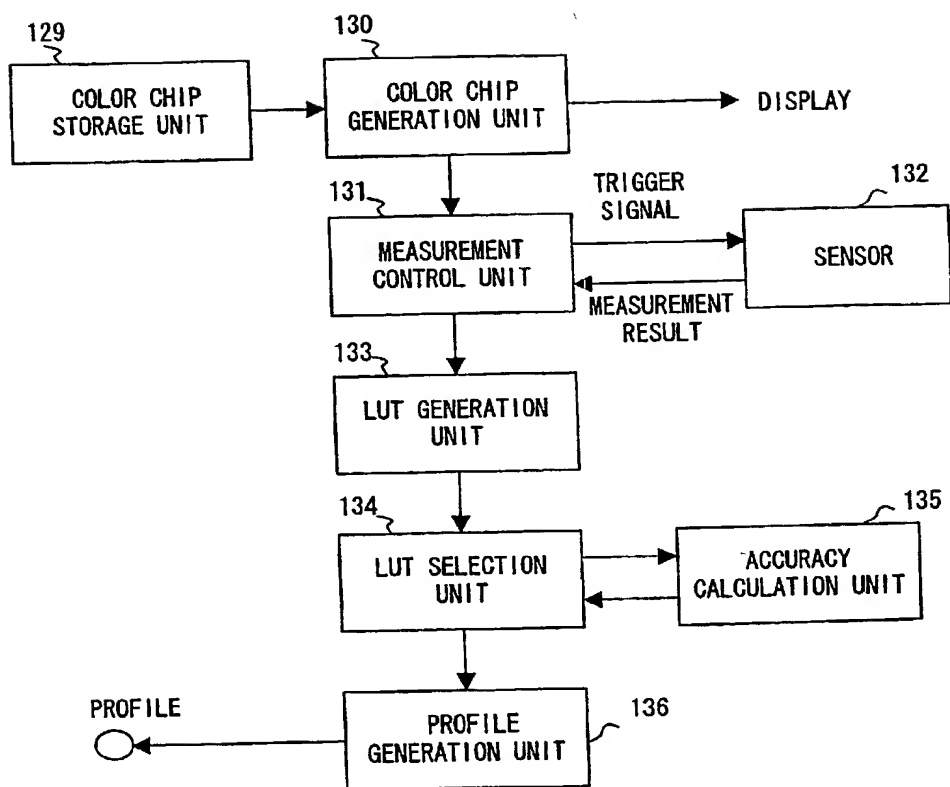 129
130
COLOR CHIP
STORAGE UNIT
COLOR CHIP
GENERATION UNIT
DISPLAY
131
TRIGGER
SIGNAL
132
MEASUREMENT
CONTROL UNIT
SENSOR
MEASUREMENT
RESULT
133
LUT GENERATION
UNIT
134
135
LUT SELECTION
UNIT
ACCURACY
CALCULATION UNIT
PROFILE
PROFILE
GENERATION UNIT
136